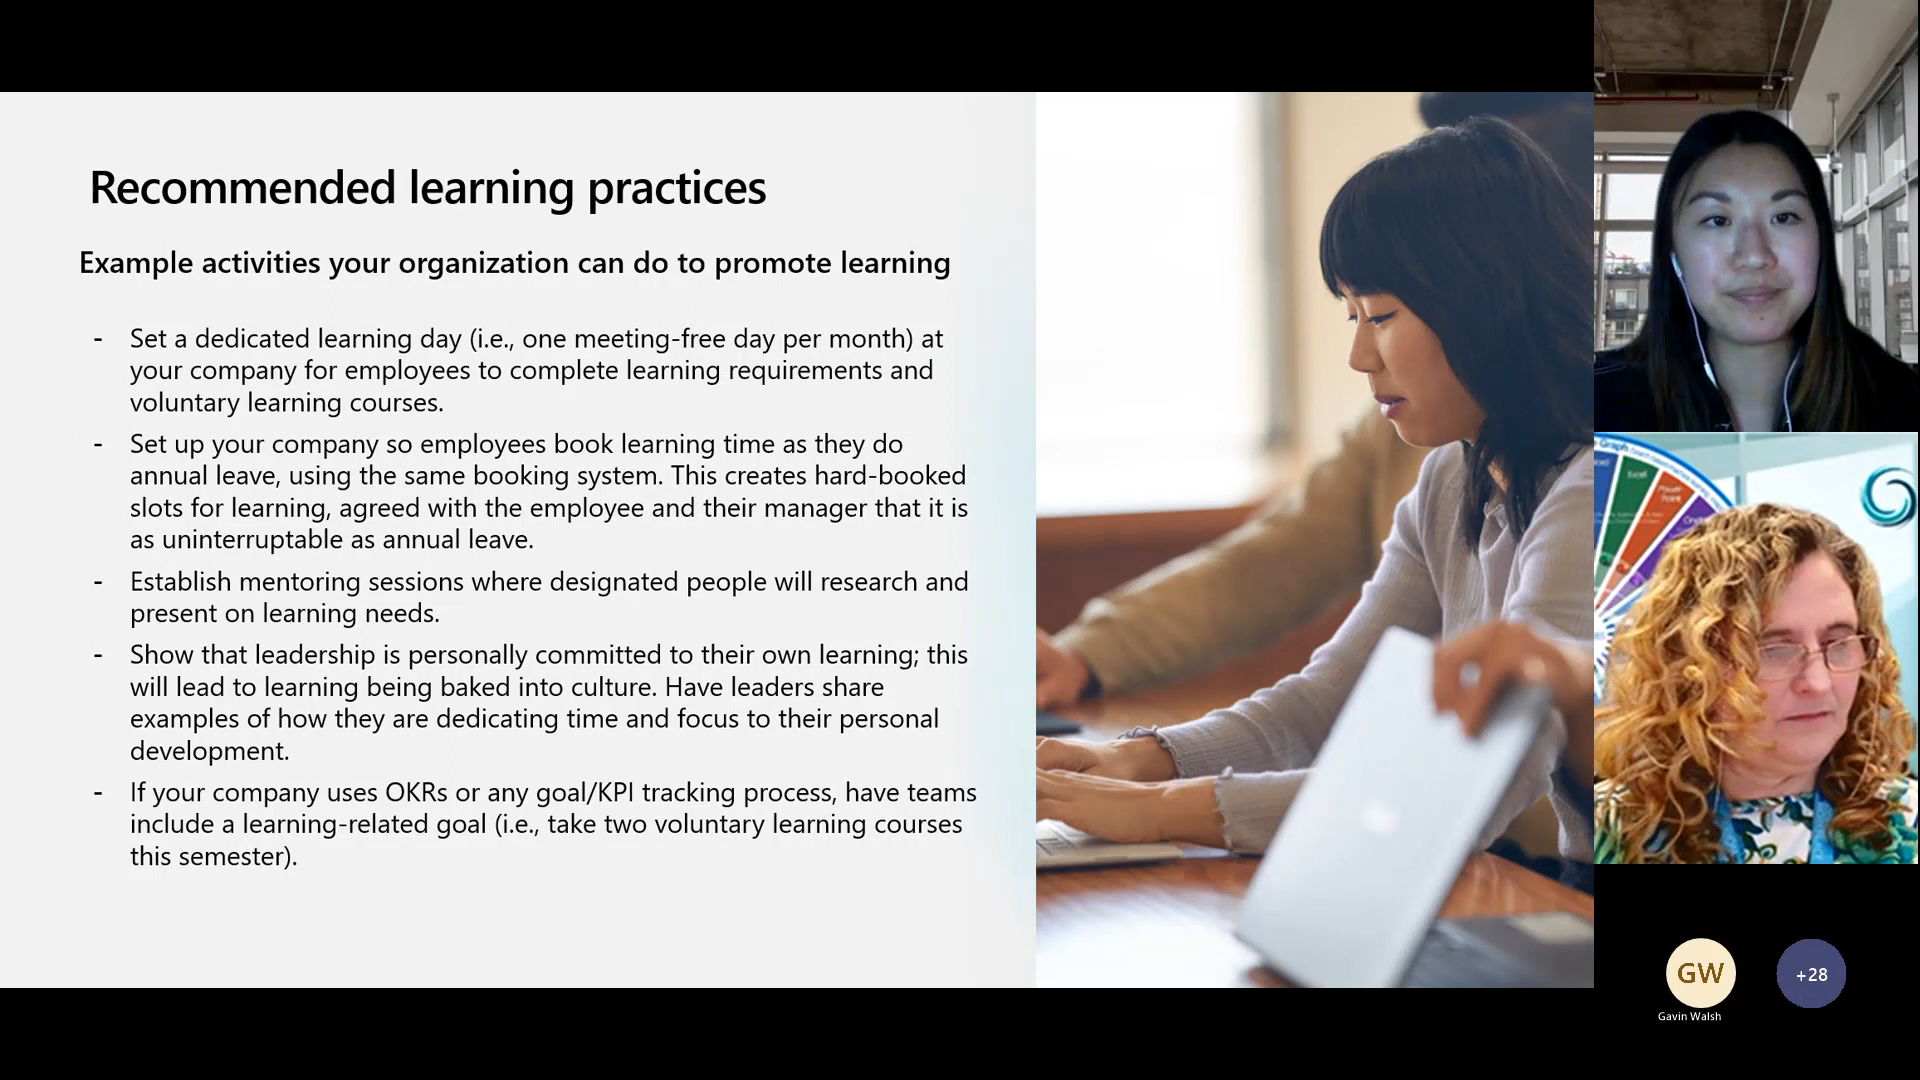 Recommended learning practices
Example activities your organization can do to promote learning
- Set a dedicated learning day (i.e., one meeting-free day per month) at
your company for employees to complete learning requirements and
voluntary learning courses.
- Set up your company so employees book learning time as they do
annual leave, using the same booking system. This creates hard-booked
slots for learning, agreed with the employee and their manager that it is
as uninterruptable as annual leave.
- Establish mentoring sessions where designated people will research and
present on learning needs.
- Show that leadership is personally committed to their own learning; this
will lead to learning being baked into culture. Have leaders share
examples of how they are dedicating time and focus to their personal
development.
- If your company uses OKRs or any goal/KPI tracking process, have teams
include a learning-related goal (i.e., take two voluntary learning courses
this semester).
Graph
Excel
Power
Point
GW
+28
Gavin Walsh